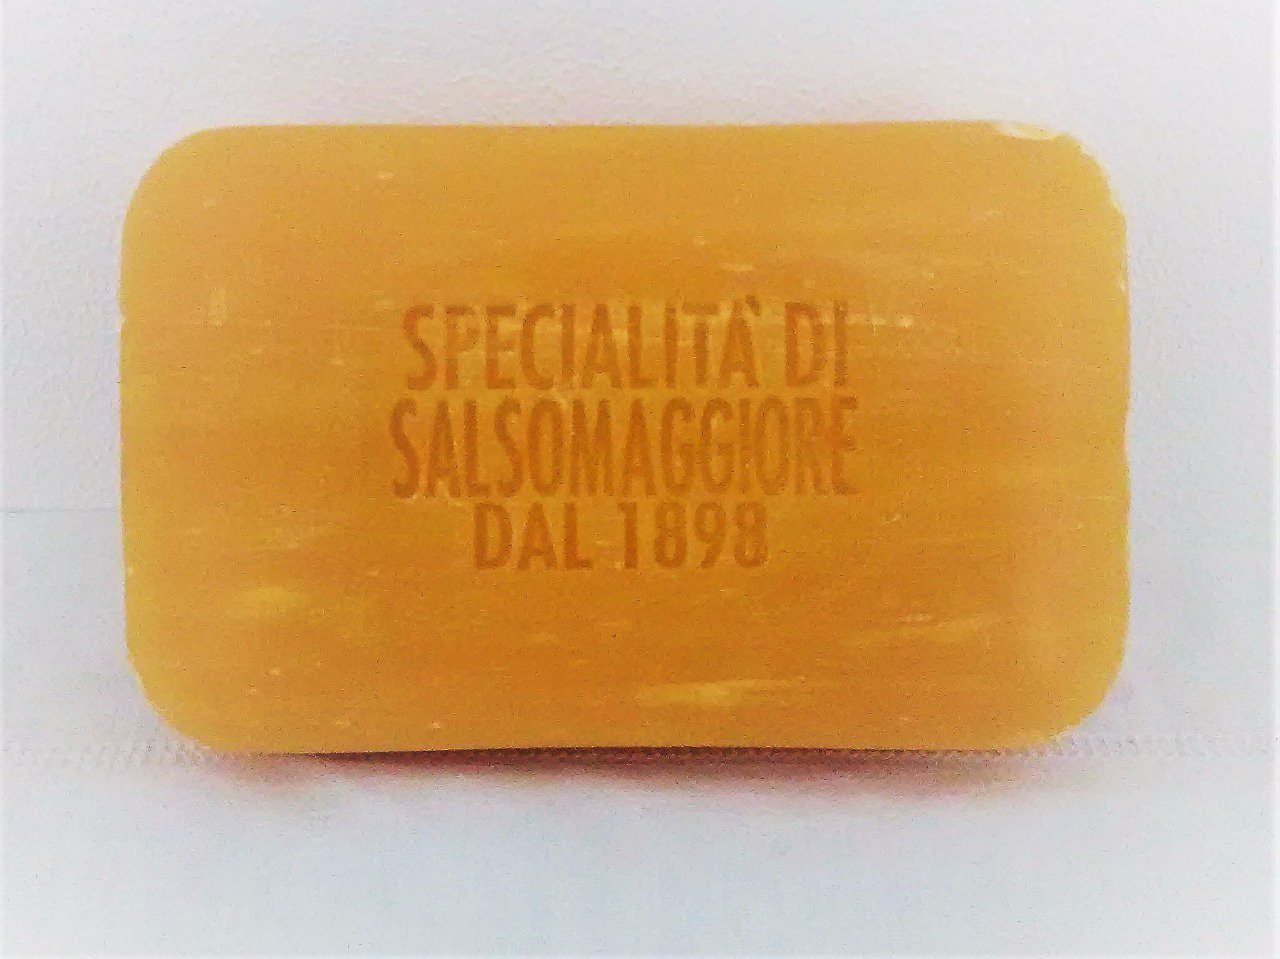 SPECIALITÀ DI
SALSOMAGGIORE
DAL 1898